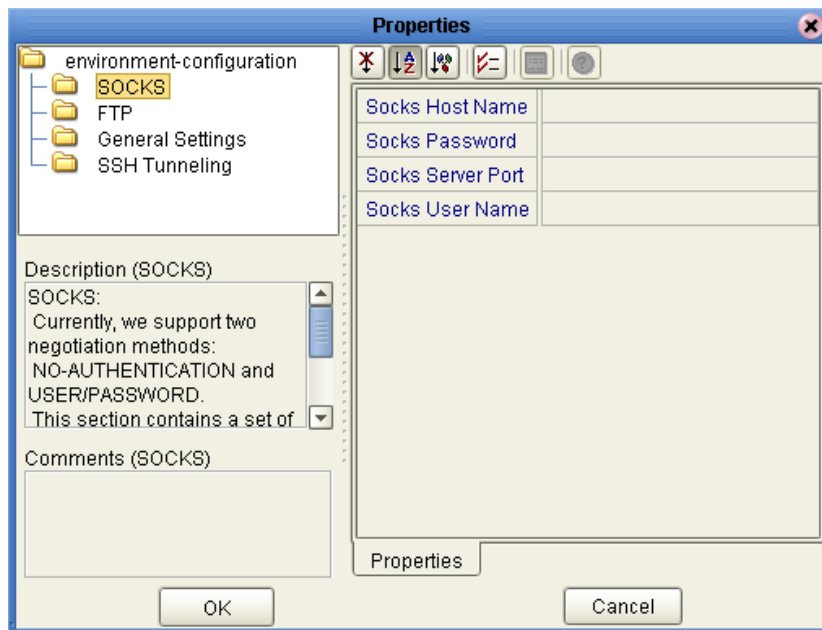 Properties
environment-configuration
SOCKS
FTP
General Settings
SSH Tunneling
Description (SOCKS)
SOCKS:
Currently, we support two
negotiation methods:
NO-AUTHENTICATION and
USER/PASSWORD.
This section contains a set of
Comments (SOCKS)
Socks Host Name
Socks Password
Socks Server Port
Socks User Name
Properties
OK
Cancel